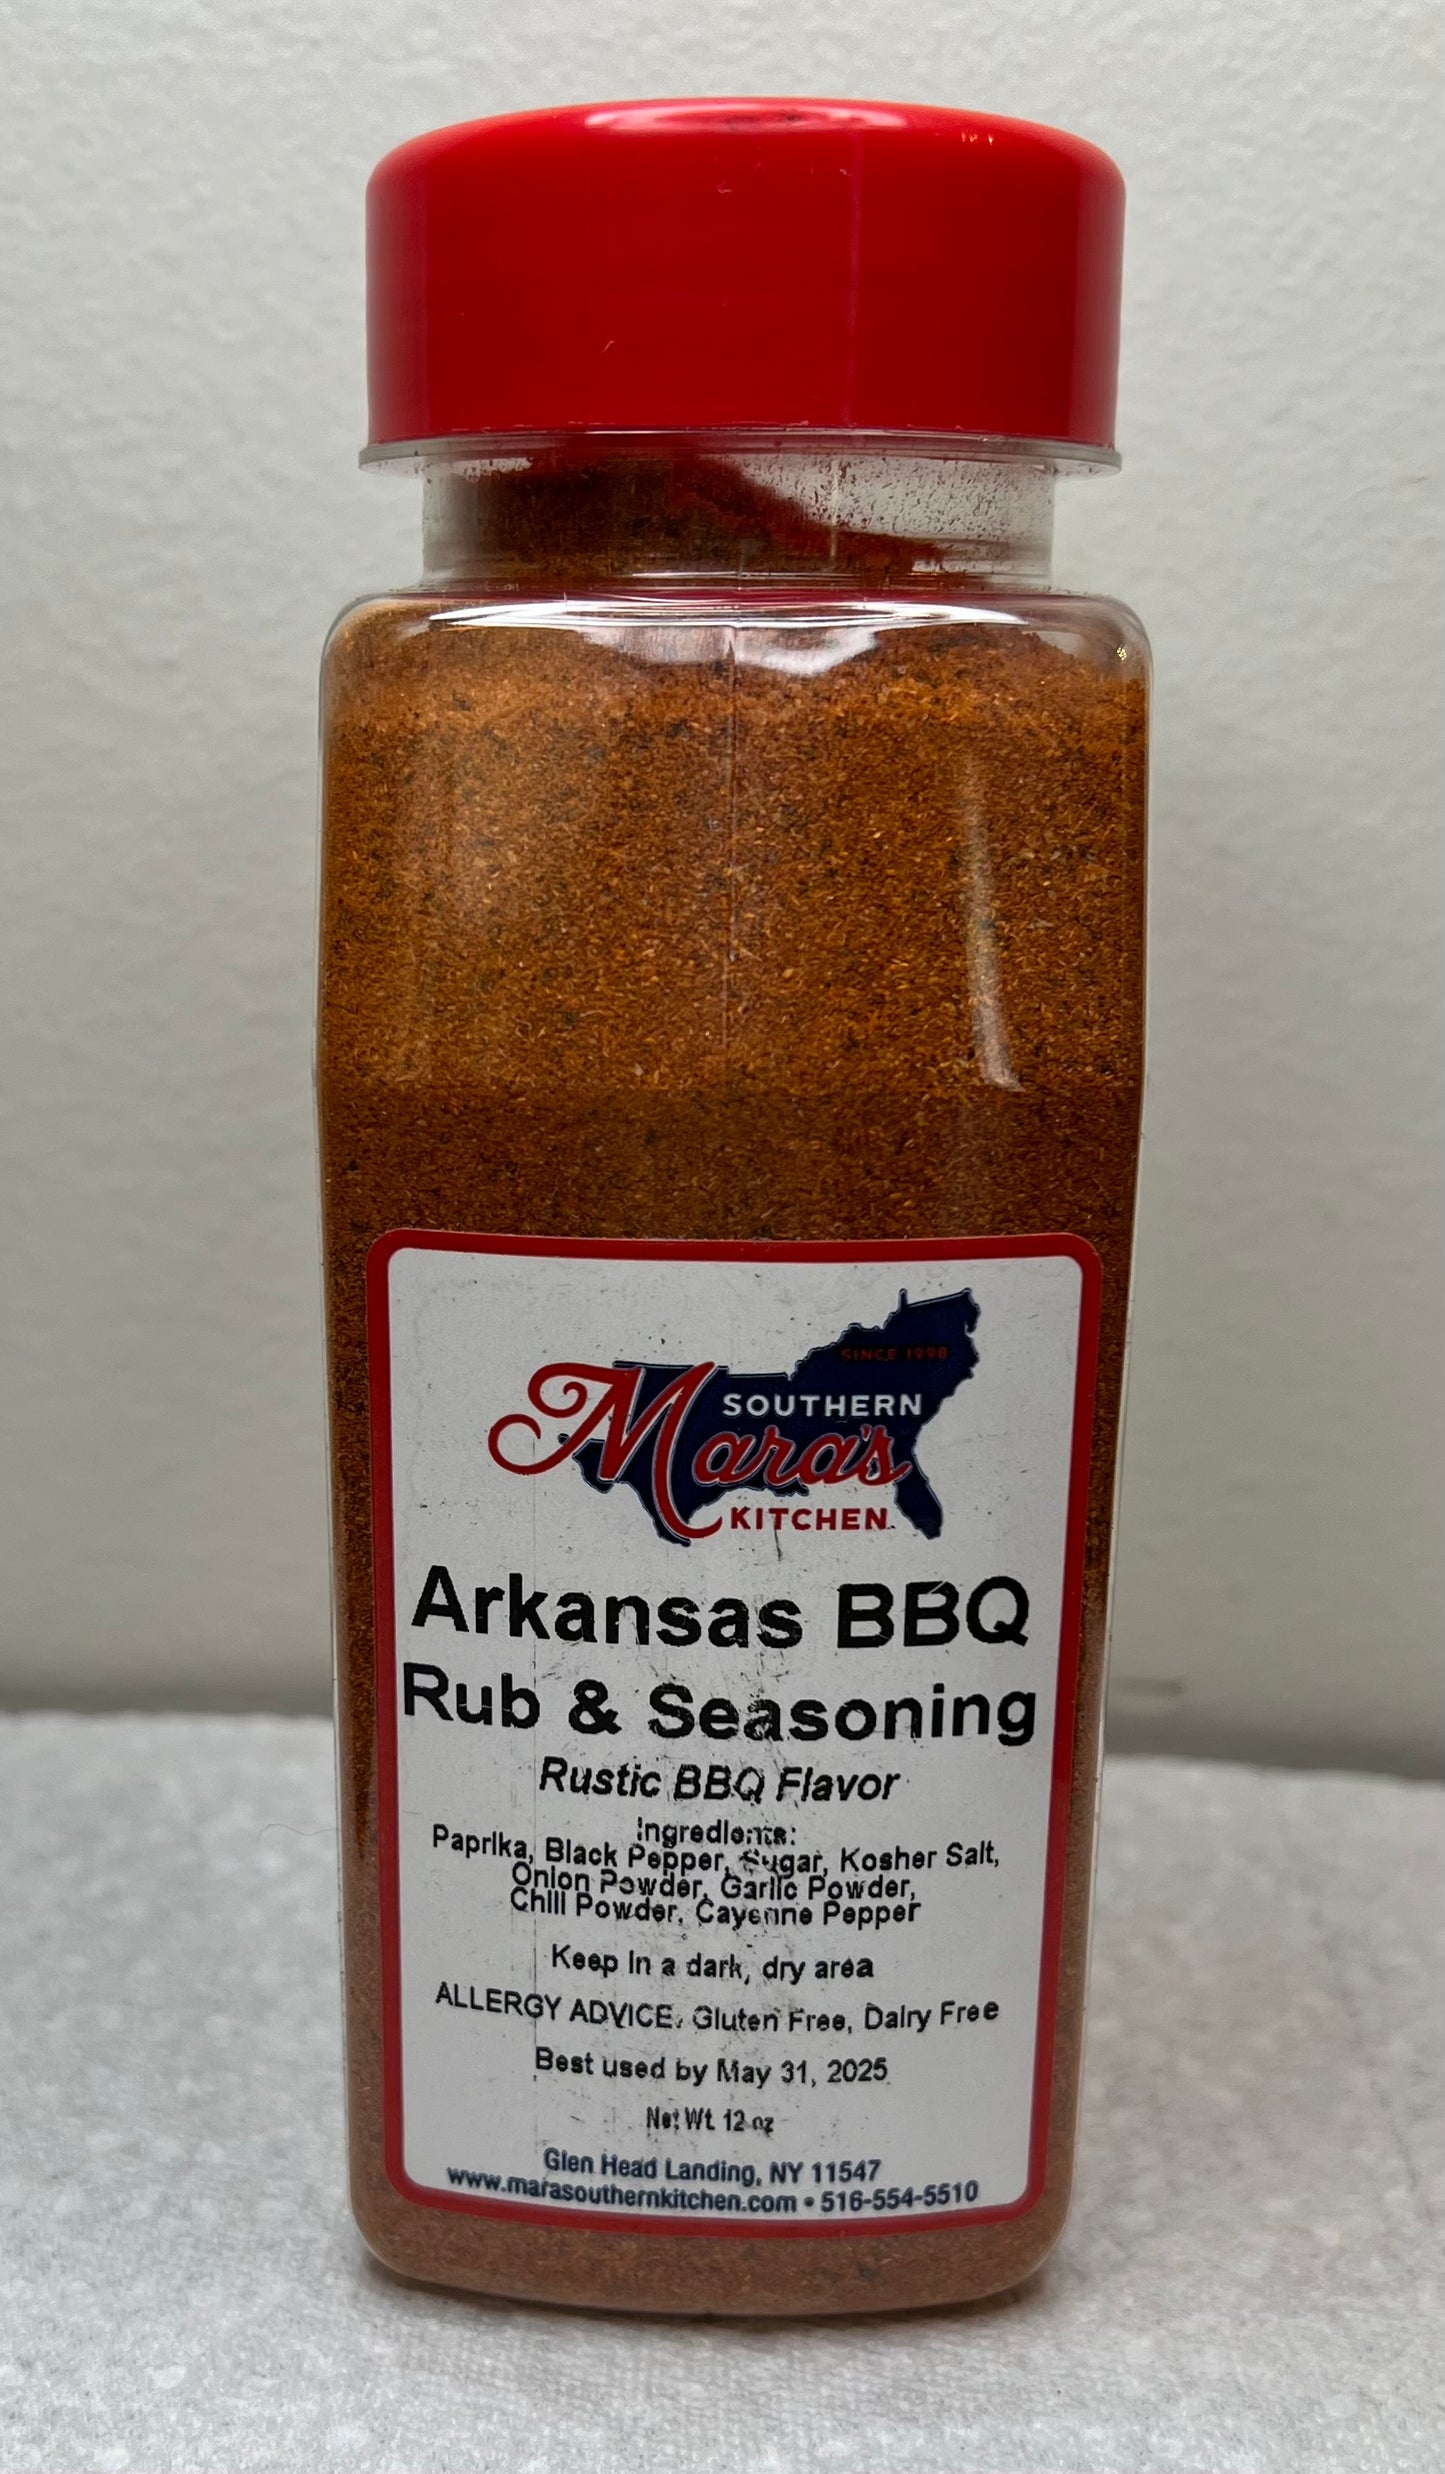 SINCE 1998
SOUTHERN
Mara's
KITCHEN
Arkansas BBQ
Rub & Seasoning
Rustic BBQ Flavor
Ingredients:
Paprika, Black Pepper, Sugar, Kosher Salt,
Onion Powder, Garlic Powder,
Chili Powder, Cayenne Pepper
Keep in a dark, dry area
ALLERGY ADVICE: Gluten Free, Dairy Free
Best used by May 31, 2025
Net Wt. 12 oz
Glen Head Landing, NY 11547
www.marasouthernkitchen.com • 516-554-5510